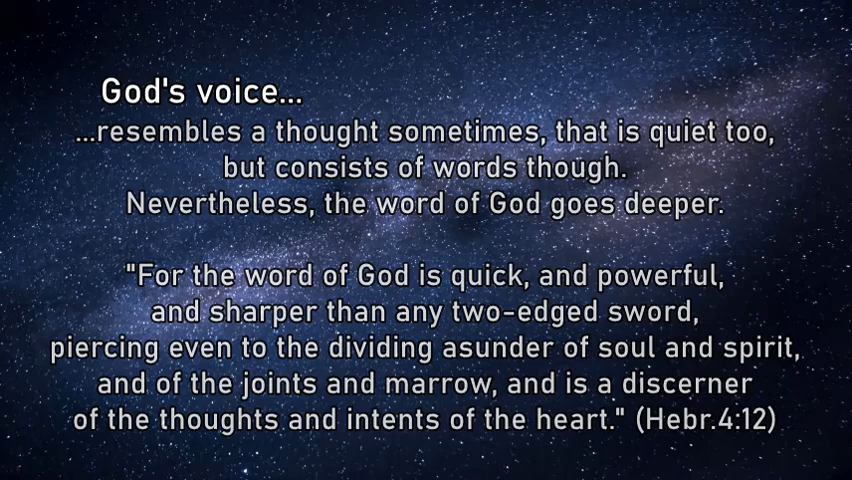 God's voice...
...resembles a thought sometimes, that is quiet too,
but consists of words though.
Nevertheless, the word of God goes deeper.
"For the word of God is quick, and powerful,
and sharper than any two-edged sword,
piercing even to the dividing asunder of soul and spirit,
and of the joints and marrow, and is a discerner
of the thoughts and intents of the heart." (Hebr.4:12)